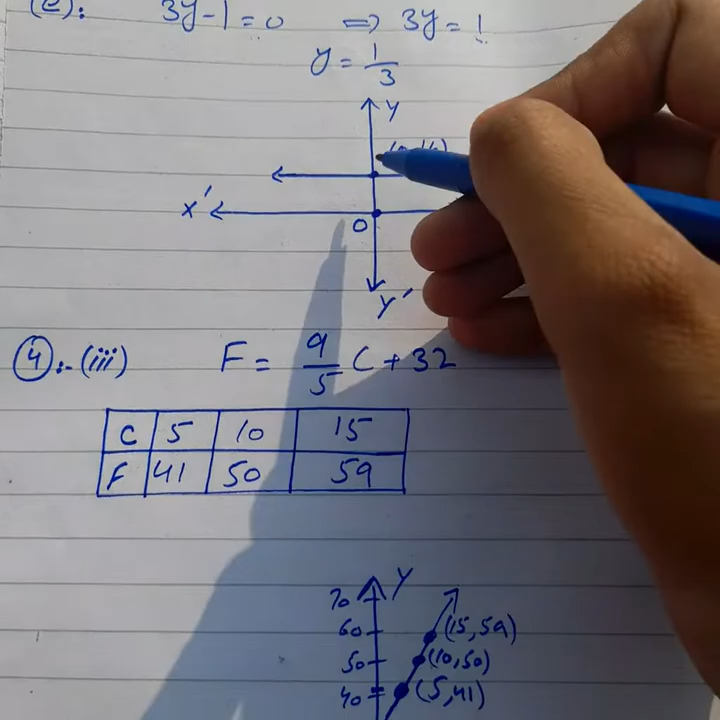 (e):- 3y-1=0 ⟹ 3y=1
y = 1/3
Y
X'
O
Y'
4:- (iii) F = 9/5 C + 32
C 5 10 15
F 41 50 59
Y
70
60 (15,59)
50 (10,50)
40 (5,41)